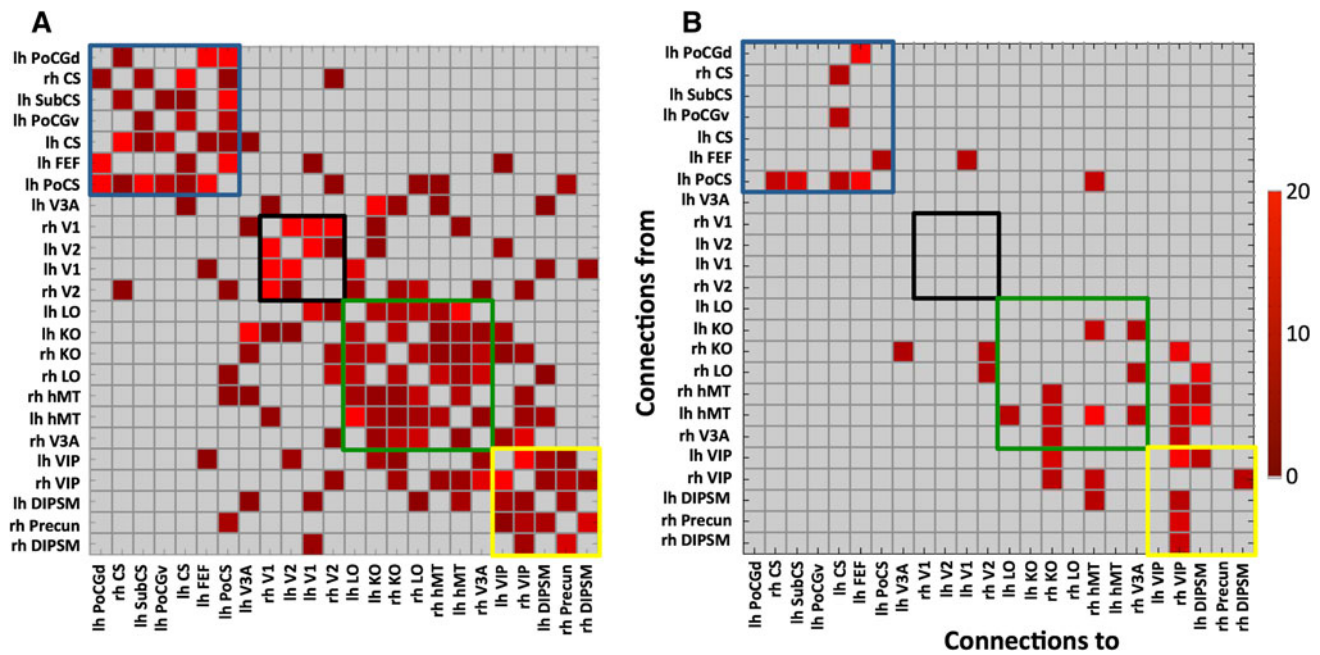 A
lh PoCGd
rh CS
lh SubCS
lh PoCGv
lh CS
lh FEF
lh PoCS
lh V3A
rh V1
lh V2
lh V1
rh V2
lh LO
lh KO
rh KO
rh LO
rh hMT
lh hMT
rh V3A
lh VIP
rh VIP
lh DIPSM
rh Precun
rh DIPSM
lh PoCGd
rh CS
lh SubCS
lh PoCGv
lh CS
lh FEF
lh PoCS
lh V3A
rh V1
lh V2
lh V1
rh V2
lh LO
lh KO
rh KO
rh LO
rh hMT
lh hMT
rh V3A
lh VIP
rh VIP
lh DIPSM
rh Precun
rh DIPSM
B
Connections from
lh PoCGd
rh CS
lh SubCS
lh PoCGv
lh CS
lh FEF
lh PoCS
lh V3A
rh V1
lh V2
lh V1
rh V2
lh LO
lh KO
rh KO
rh LO
rh hMT
lh hMT
rh V3A
lh VIP
rh VIP
lh DIPSM
rh Precun
rh DIPSM
lh PoCGd
rh CS
lh SubCS
lh PoCGv
lh CS
lh FEF
lh PoCS
lh V3A
rh V1
lh V2
lh V1
rh V2
lh LO
lh KO
rh KO
rh LO
rh hMT
lh hMT
rh V3A
lh VIP
rh VIP
lh DIPSM
rh Precun
rh DIPSM
Connections to
20
10
0